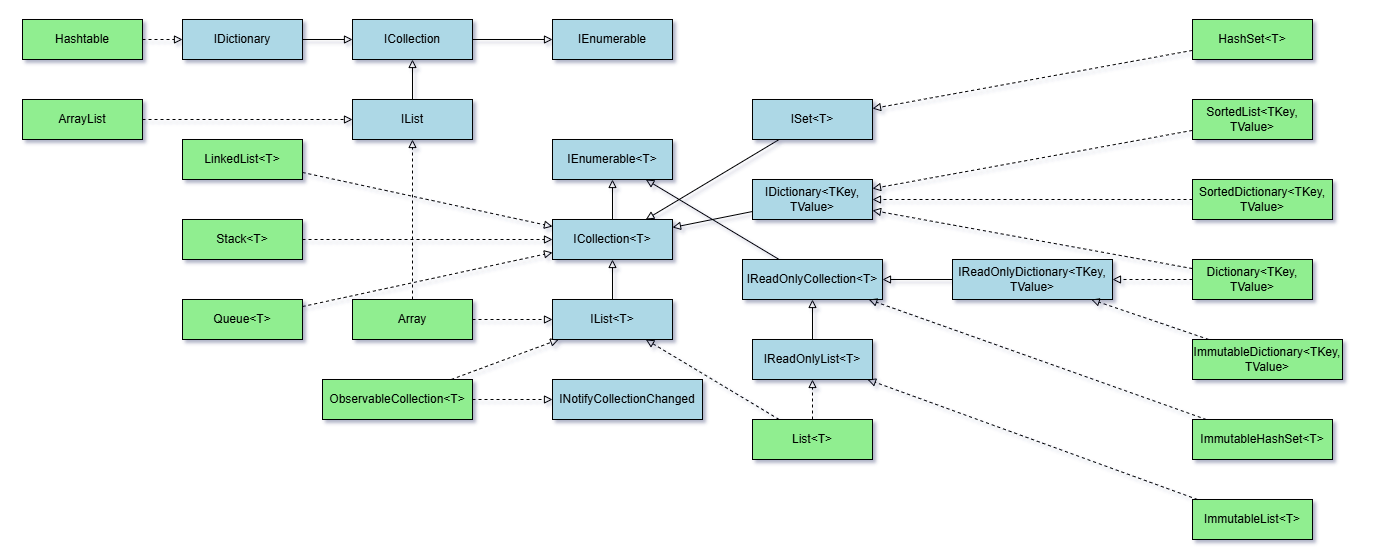 Hashtable
IDictionary
ICollection
IEnumerable
HashSet<T>
ArrayList
IList
ISet<T>
SortedList<TKey,
TValue>
LinkedList<T>
IEnumerable<T>
IDictionary<TKey,
TValue>
SortedDictionary<TKey,
TValue>
Stack<T>
ICollection<T>
IReadOnlyCollection<T>
IReadOnlyDictionary<TKey,
TValue>
Dictionary<TKey,
TValue>
Queue<T>
Array
IList<T>
IReadOnlyList<T>
ImmutableDictionary<TKey,
TValue>
ObservableCollection<T>
INotifyCollectionChanged
List<T>
ImmutableHashSet<T>
ImmutableList<T>